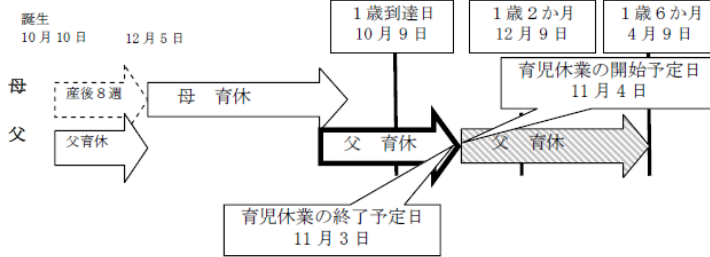 誕生
10月10日
12月5日
1歳到達日
10月9日
1歳2か月
12月9日
1歳6か月
4月9日
育児休業の開始予定日
11月4日
母
産後8週
母 育休
父
父育休
父 育休
父 育休
育児休業の終了予定日
11月3日